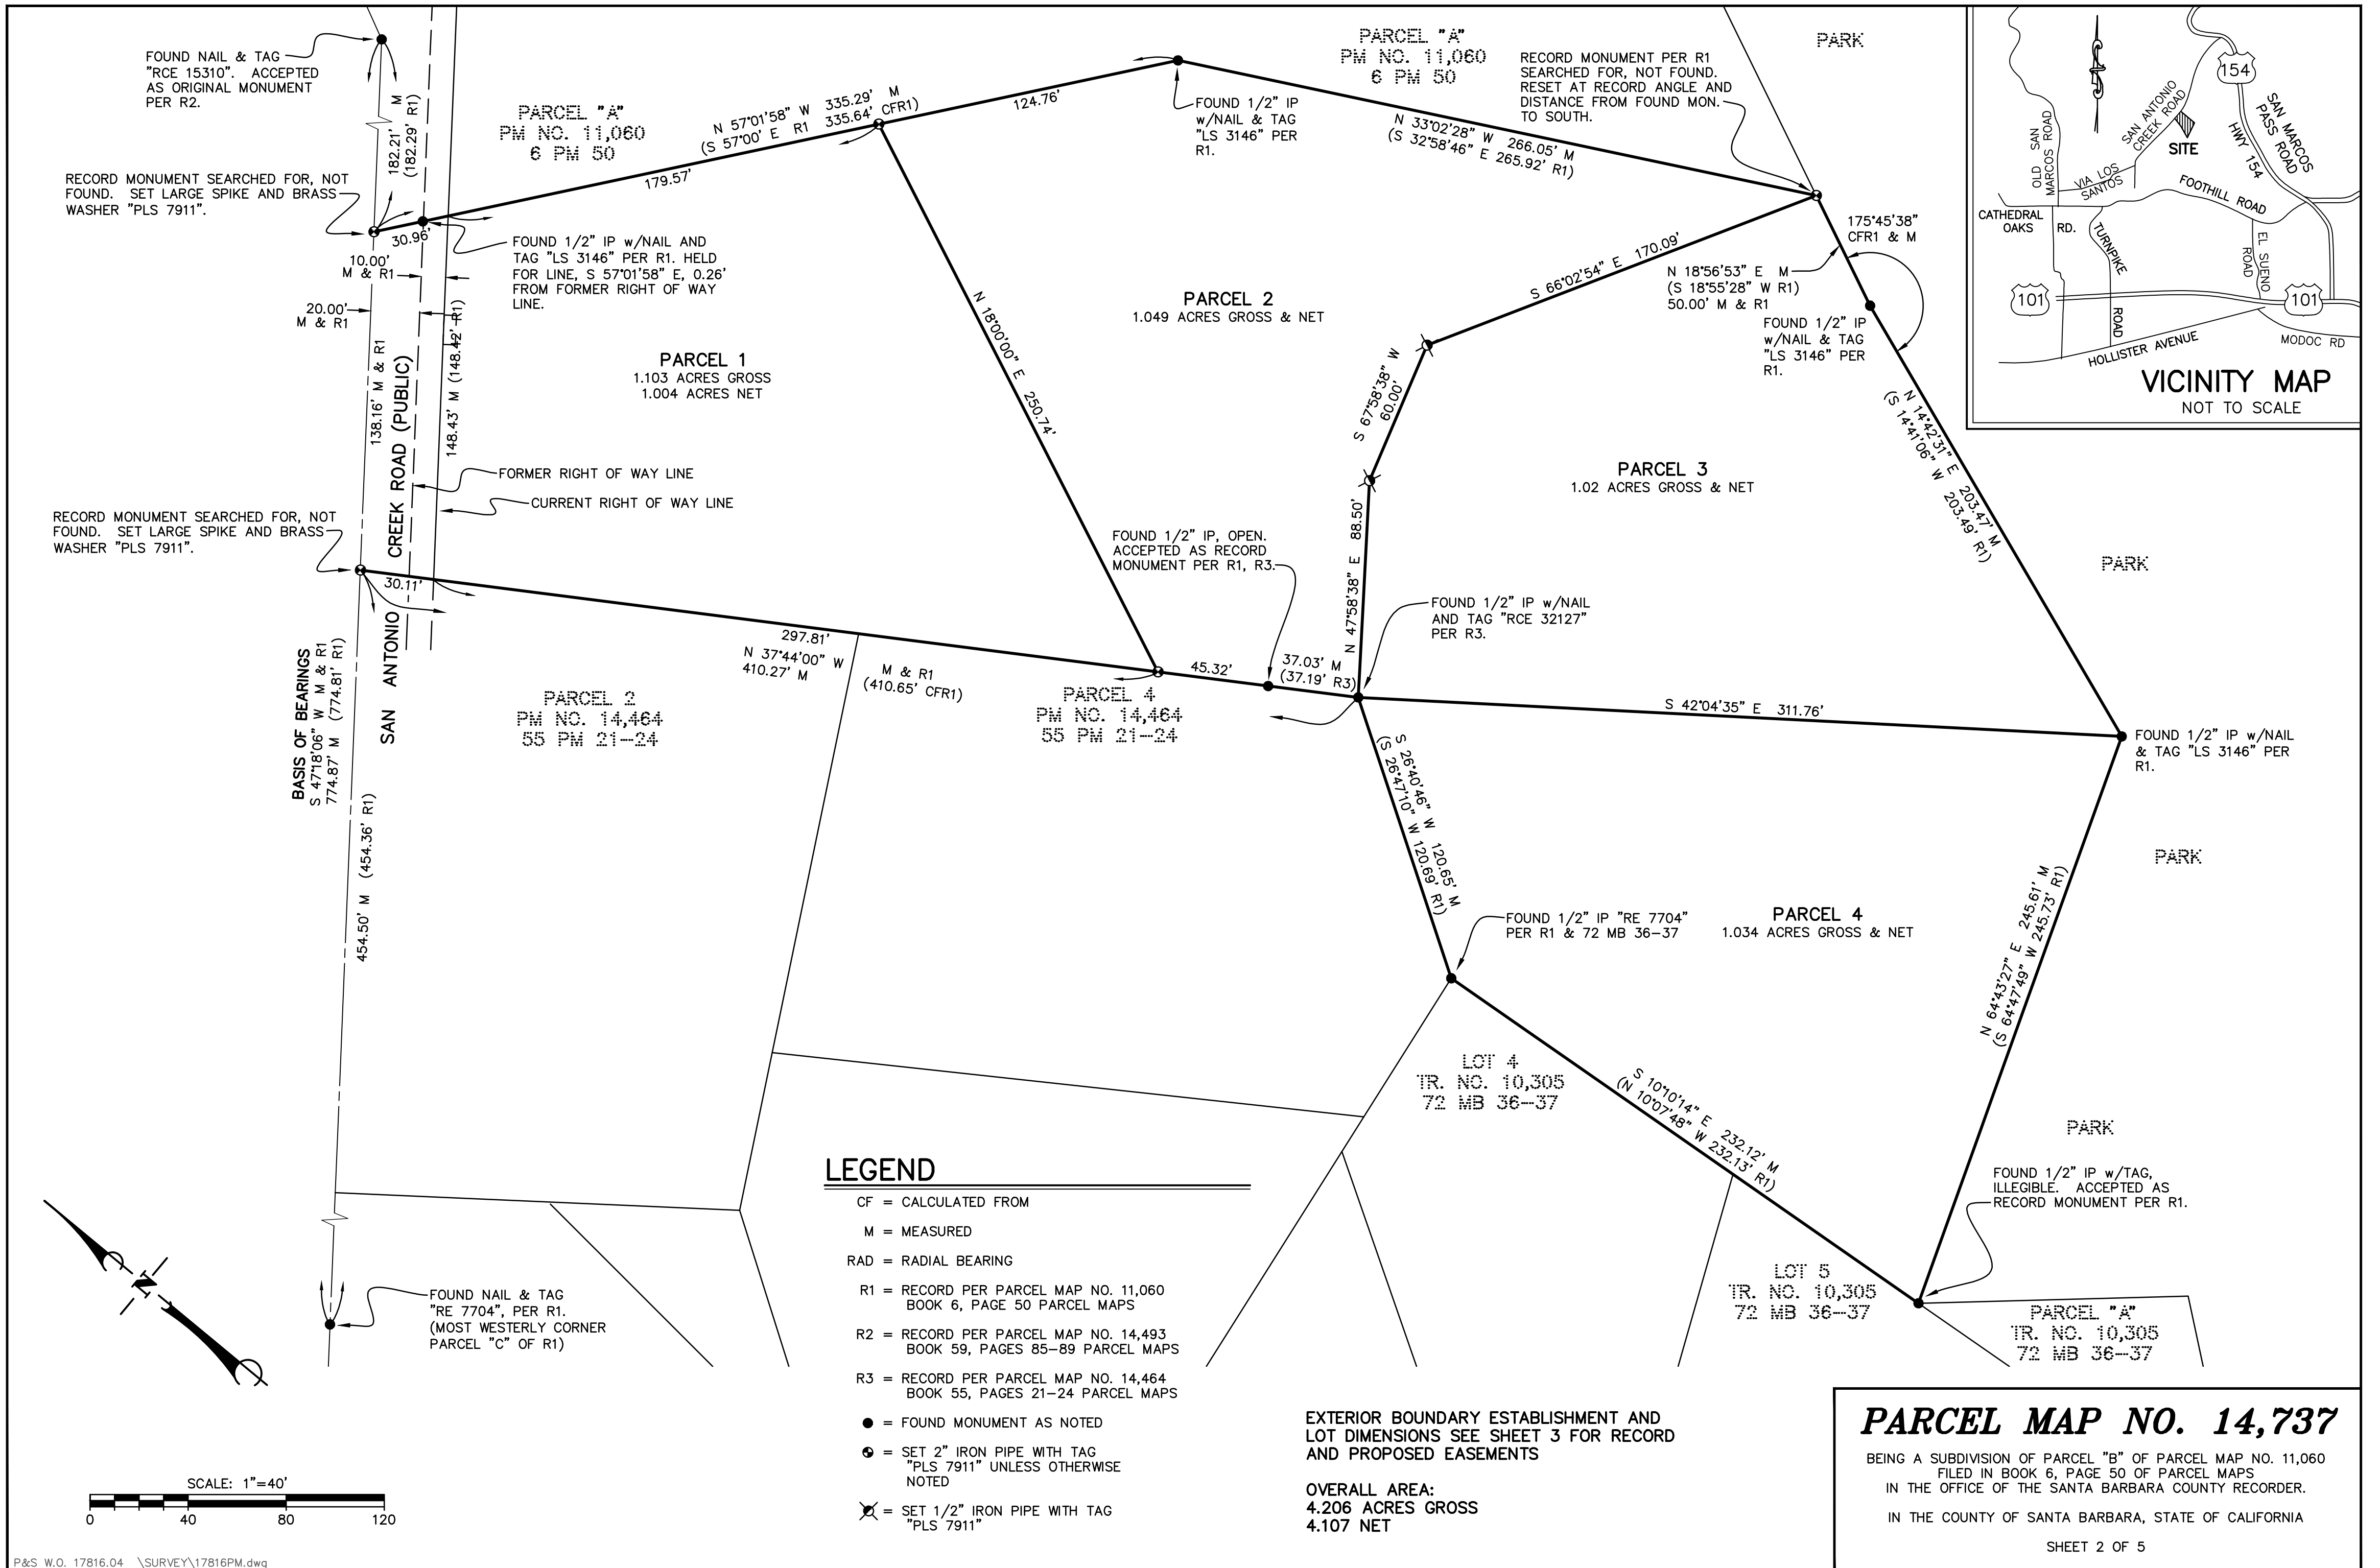 FOUND NAIL & TAG
"RCE 15310". ACCEPTED
AS ORIGINAL MONUMENT
PER R2.
182.21' M
(182.29' R1)
PARCEL "A"
PM NO. 11,060
6 PM 50
N 57°01'58" W 335.29' M
(S 57°00' E R1 335.64' CFR1)
179.57'
124.76'
RECORD MONUMENT SEARCHED FOR, NOT
FOUND. SET LARGE SPIKE AND BRASS
WASHER "PLS 7911".
30.96'
10.00'
M & R1
20.00'
M & R1
FOUND 1/2" IP w/NAIL AND
TAG "LS 3146" PER R1. HELD
FOR LINE, S 57°01'58" E, 0.26'
FROM FORMER RIGHT OF WAY
LINE.
FOUND 1/2" IP
w/NAIL & TAG
"LS 3146" PER
R1.
PARCEL "A"
PM NO. 11,060
6 PM 50
RECORD MONUMENT PER R1
SEARCHED FOR, NOT FOUND.
RESET AT RECORD ANGLE AND
DISTANCE FROM FOUND MON.
TO SOUTH.
N 33°02'28" W 266.05' M
(S 32°58'46" E 265.92' R1)
PARK
175°45'38"
CFR1 & M
N 18°56'53" E M
(S 18°55'28" W R1)
50.00' M & R1
FOUND 1/2" IP
w/NAIL & TAG
"LS 3146" PER
R1.
S 66°02'54" E 170.09'
PARCEL 2
1.049 ACRES GROSS & NET
N 18°00'00" E 250.74'
PARCEL 1
1.103 ACRES GROSS
1.004 ACRES NET
138.16' M & R1
148.43' M (148.42' R1)
SAN ANTONIO CREEK ROAD (PUBLIC)
FORMER RIGHT OF WAY LINE
CURRENT RIGHT OF WAY LINE
S 67°58'38" W
60.00'
N 47°58'38" E 88.50'
PARCEL 3
1.02 ACRES GROSS & NET
N 14°42'31" E 203.47' M
(S 14°41'06" W 203.49' R1)
PARK
RECORD MONUMENT SEARCHED FOR, NOT
FOUND. SET LARGE SPIKE AND BRASS
WASHER "PLS 7911".
30.11'
FOUND 1/2" IP, OPEN.
ACCEPTED AS RECORD
MONUMENT PER R1, R3.
FOUND 1/2" IP w/NAIL
AND TAG "RCE 32127"
PER R3.
297.81'
N 37°44'00" W
410.27' M
M & R1
(410.65' CFR1)
45.32'
37.03' M
(37.19' R3)
S 42°04'35" E 311.76'
FOUND 1/2" IP w/NAIL
& TAG "LS 3146" PER
R1.
BASIS OF BEARINGS
S 47°18'06" W M & R1
774.87' M (774.81' R1)
454.50' M (454.36' R1)
PARCEL 2
PM NO. 14,464
55 PM 21-24
PARCEL 4
PM NO. 14,464
55 PM 21-24
S 26°40'46" W 120.65' M
(S 26°47'10" W 120.69' R1)
FOUND 1/2" IP "RE 7704"
PER R1 & 72 MB 36-37
PARCEL 4
1.034 ACRES GROSS & NET
N 64°43'27" E 245.61' M
(S 64°47'49" W 245.73' R1)
PARK
PARK
LOT 4
TR. NO. 10,305
72 MB 36-37
S 10°10'14" E 232.12' M
(N 10°07'48" W 232.13' R1)
FOUND 1/2" IP w/TAG,
ILLEGIBLE. ACCEPTED AS
RECORD MONUMENT PER R1.
LOT 5
TR. NO. 10,305
72 MB 36-37
PARCEL "A"
TR. NO. 10,305
72 MB 36-37
FOUND NAIL & TAG
"RE 7704", PER R1.
(MOST WESTERLY CORNER
PARCEL "C" OF R1)
N
LEGEND
CF = CALCULATED FROM
M = MEASURED
RAD = RADIAL BEARING
R1 = RECORD PER PARCEL MAP NO. 11,060
BOOK 6, PAGE 50 PARCEL MAPS
R2 = RECORD PER PARCEL MAP NO. 14,493
BOOK 59, PAGES 85-89 PARCEL MAPS
R3 = RECORD PER PARCEL MAP NO. 14,464
BOOK 55, PAGES 21-24 PARCEL MAPS
= FOUND MONUMENT AS NOTED
= SET 2" IRON PIPE WITH TAG
"PLS 7911" UNLESS OTHERWISE
NOTED
= SET 1/2" IRON PIPE WITH TAG
"PLS 7911"
SCALE: 1"=40'
0 40 80 120
EXTERIOR BOUNDARY ESTABLISHMENT AND
LOT DIMENSIONS SEE SHEET 3 FOR RECORD
AND PROPOSED EASEMENTS
OVERALL AREA:
4.206 ACRES GROSS
4.107 NET
154
SAN MARCOS
PASS ROAD
HWY 154
SAN ANTONIO
CREEK ROAD
SITE
OLD SAN
MARCOS ROAD
VIA LOS
SANTOS
FOOTHILL ROAD
CATHEDRAL
OAKS RD.
TURNPIKE
ROAD
EL SUENO
ROAD
101
101
HOLLISTER AVENUE
MODOC RD
VICINITY MAP
NOT TO SCALE
PARCEL MAP NO. 14,737
BEING A SUBDIVISION OF PARCEL "B" OF PARCEL MAP NO. 11,060
FILED IN BOOK 6, PAGE 50 OF PARCEL MAPS
IN THE OFFICE OF THE SANTA BARBARA COUNTY RECORDER.
IN THE COUNTY OF SANTA BARBARA, STATE OF CALIFORNIA
SHEET 2 OF 5
P&S W.O. 17816.04 \SURVEY\17816PM.dwg